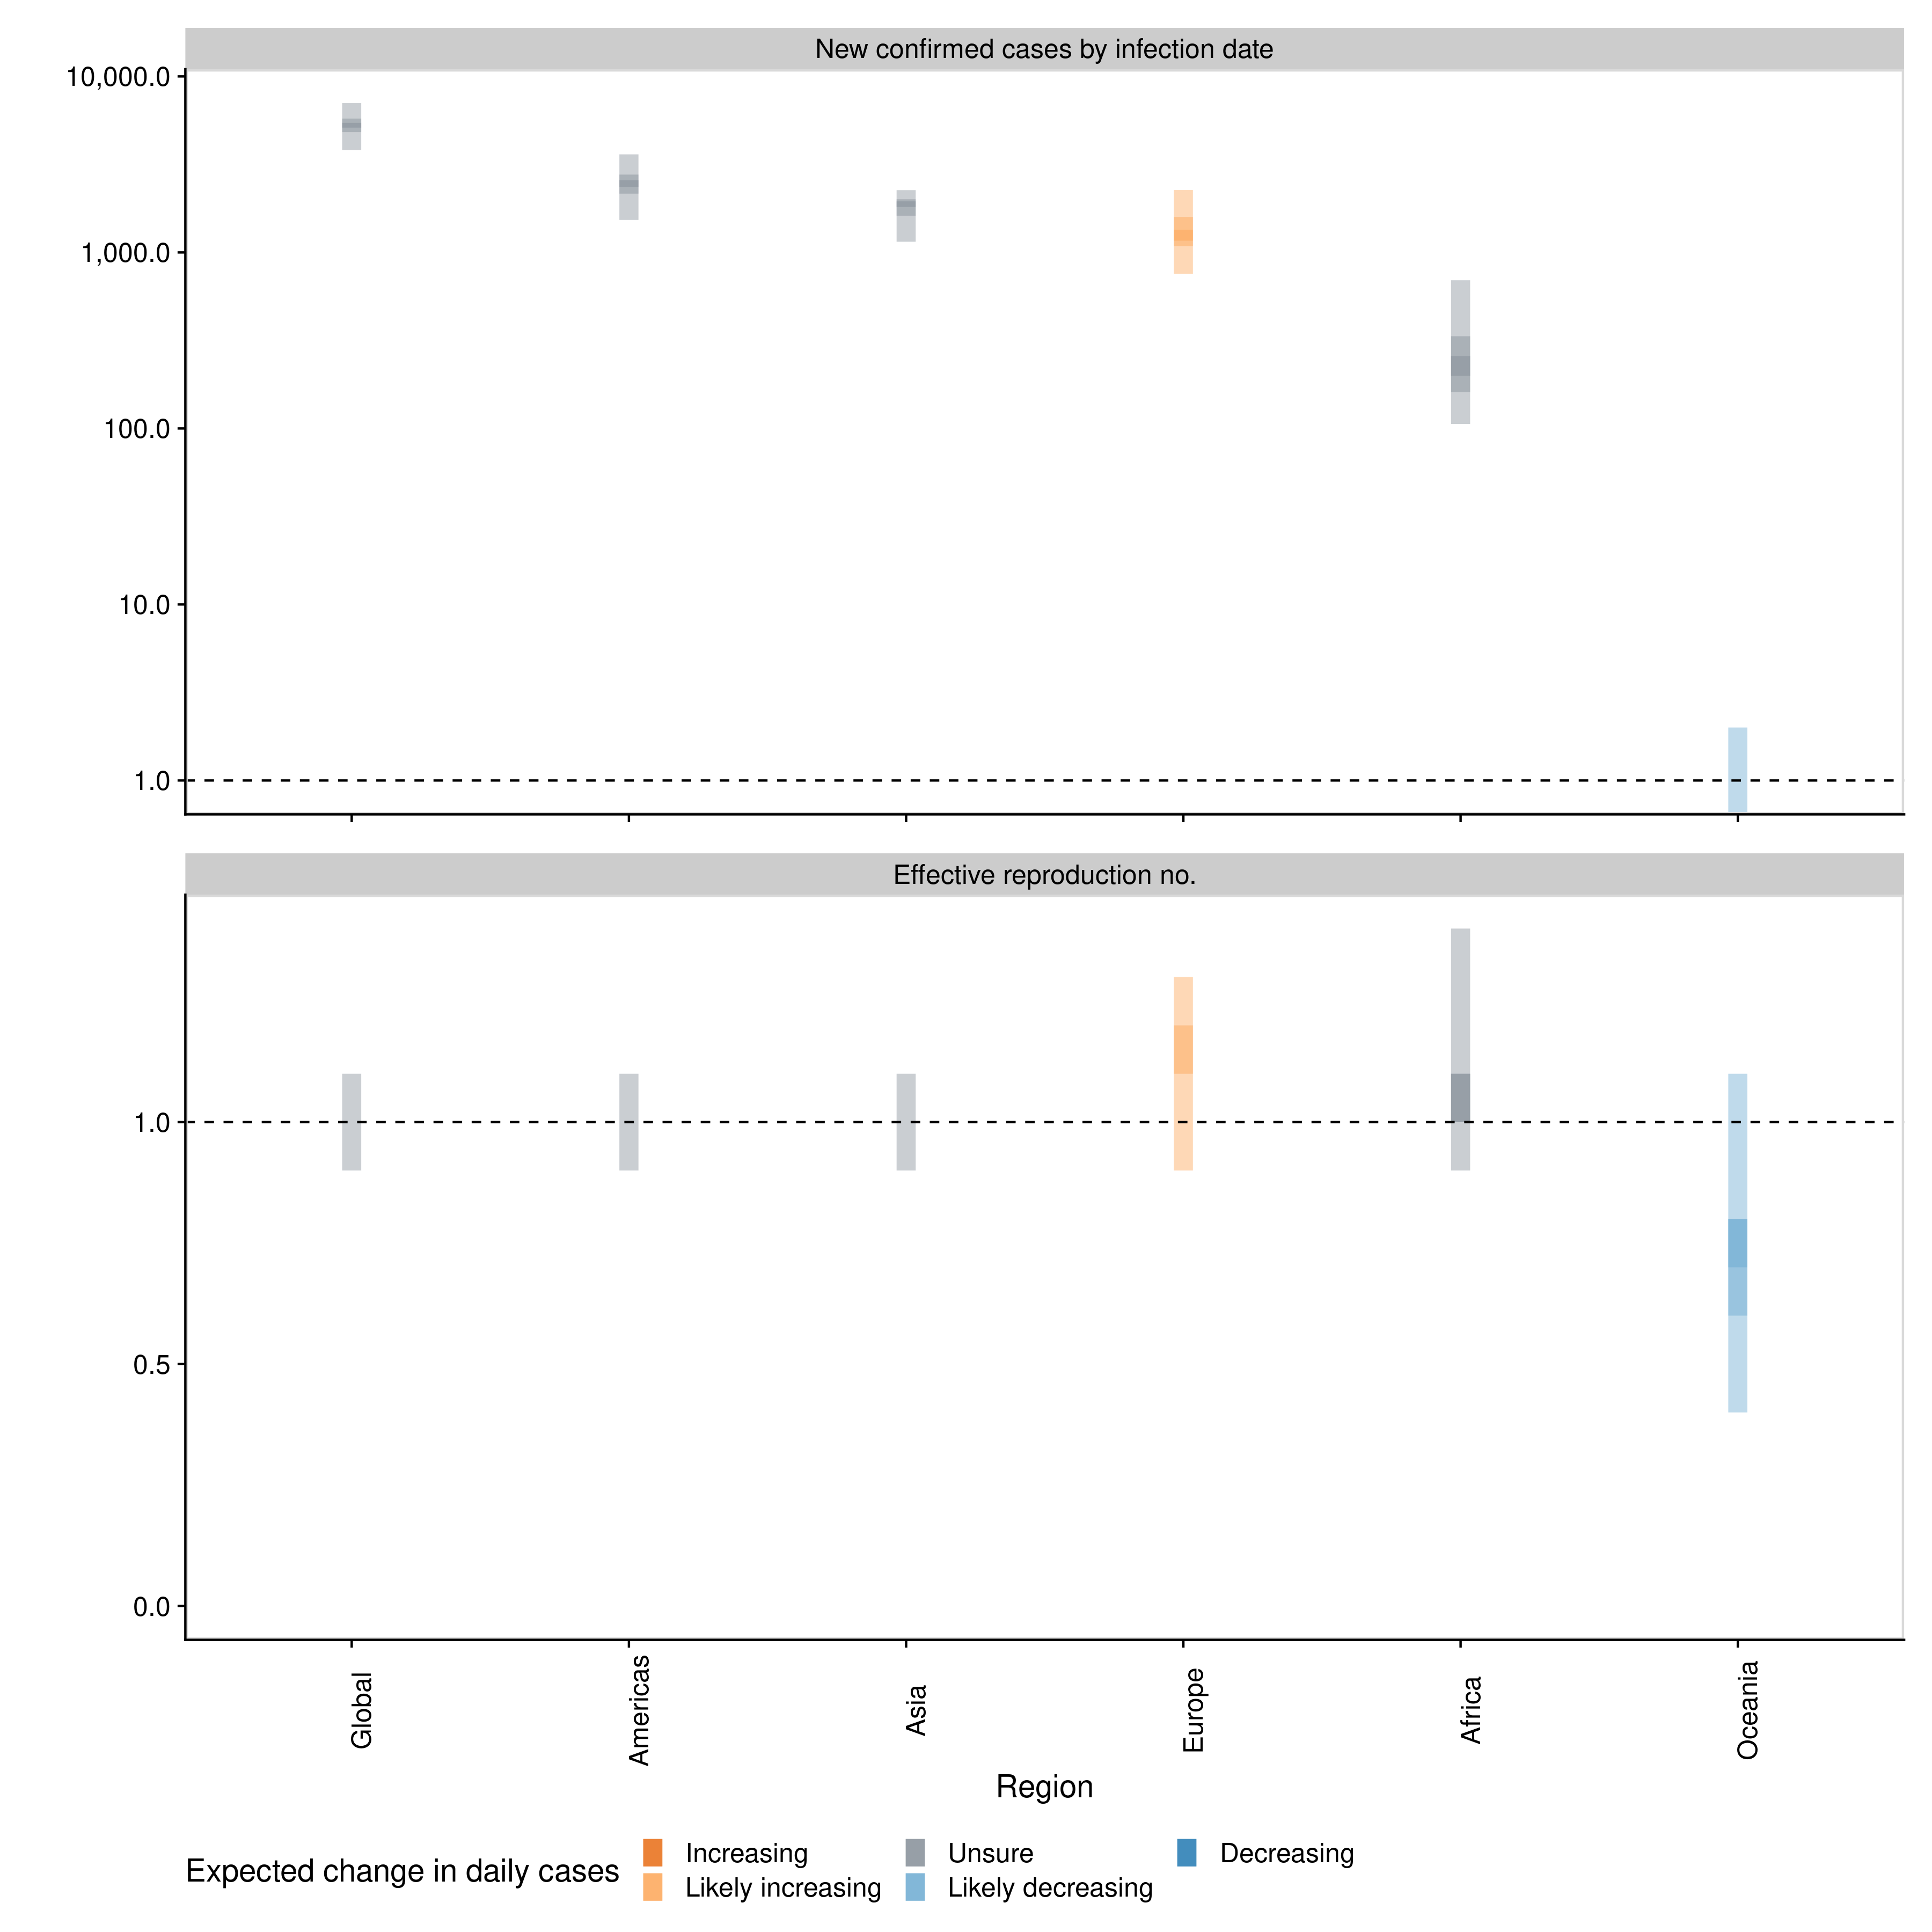 New confirmed cases by infection date
10,000.0
1,000.0
100.0
10.0
1.0
Effective reproduction no.
1.0
0.5
0.0
Global
Americas
Asia
Europe
Africa
Oceania
Region
Expected change in daily cases
Increasing
Likely increasing
Unsure
Likely decreasing
Decreasing